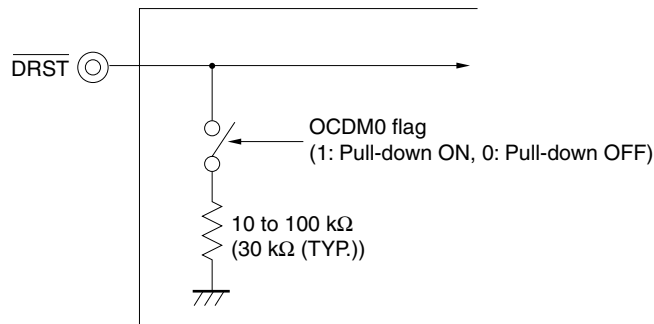 DRST
OCDM0 flag
(1: Pull-down ON, 0: Pull-down OFF)
10 to 100 kΩ
(30 kΩ (TYP.))